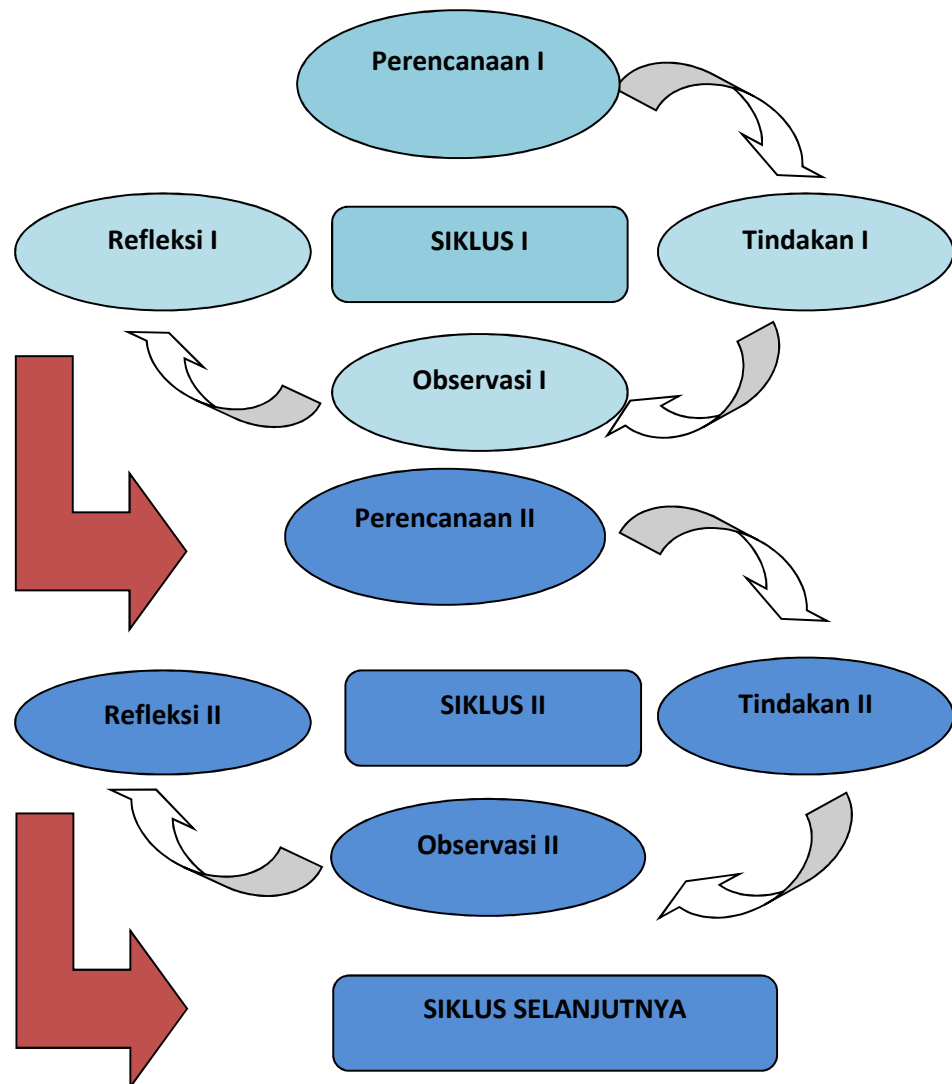 Perencanaan I
Refleksi I
SIKLUS I
Tindakan I
Observasi I
Perencanaan II
Refleksi II
SIKLUS II
Tindakan II
Observasi II
SIKLUS SELANJUTNYA